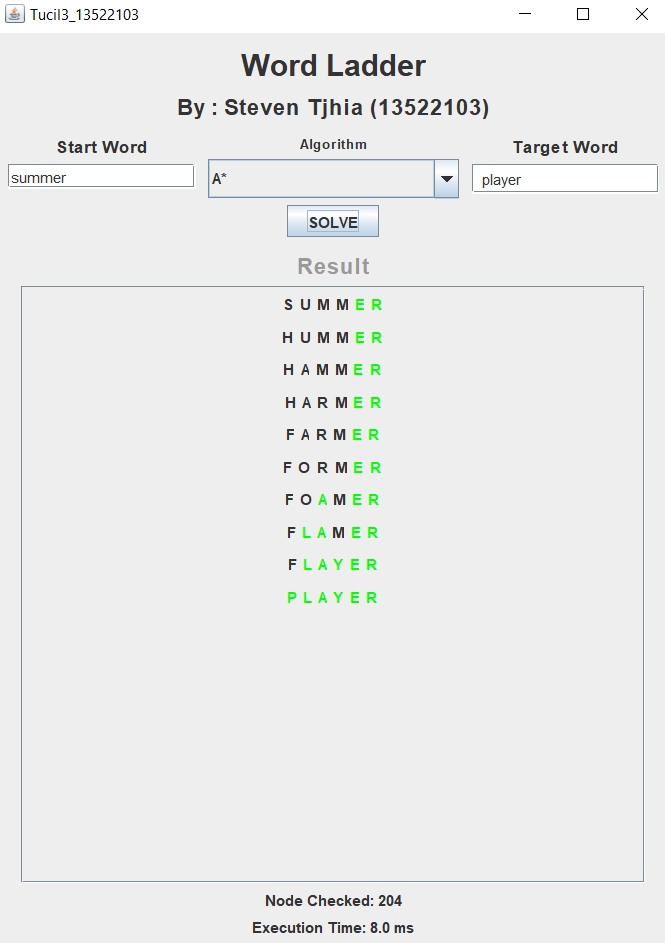 Tucil3_13522103
Word Ladder
By : Steven Tjhia (13522103)
Start Word Algorithm Target Word
summer A* player
SOLVE
Result
S U M M E R
H U M M E R
H A M M E R
H A R M E R
F A R M E R
F O R M E R
F O A M E R
F L A M E R
F L A Y E R
P L A Y E R
Node Checked: 204
Execution Time: 8.0 ms